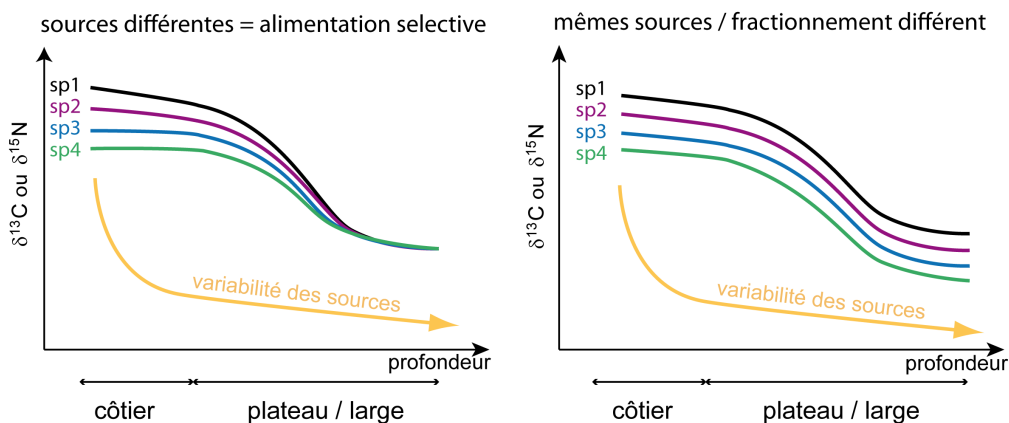 sources différentes = alimentation selective
sp1
sp2
sp3
sp4
δ13C ou δ15N
variabilité des sources
profondeur
côtier
plateau / large
mêmes sources / fractionnement différent
sp1
sp2
sp3
sp4
δ13C ou δ15N
variabilité des sources
profondeur
côtier
plateau / large